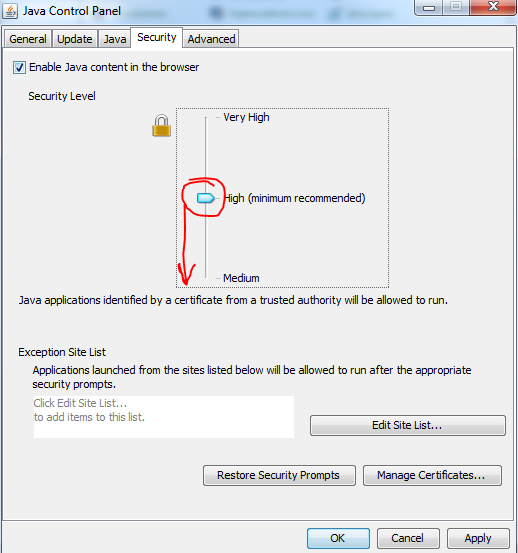 Java Control Panel
General Update Java Security Advanced
Enable Java content in the browser
Security Level
Very High
High (minimum recommended)
Medium
Java applications identified by a certificate from a trusted authority will be allowed to run.
Exception Site List
Applications launched from the sites listed below will be allowed to run after the appropriate
security prompts.
Click Edit Site List...
to add items to this list.
Edit Site List...
Restore Security Prompts Manage Certificates...
OK Cancel Apply